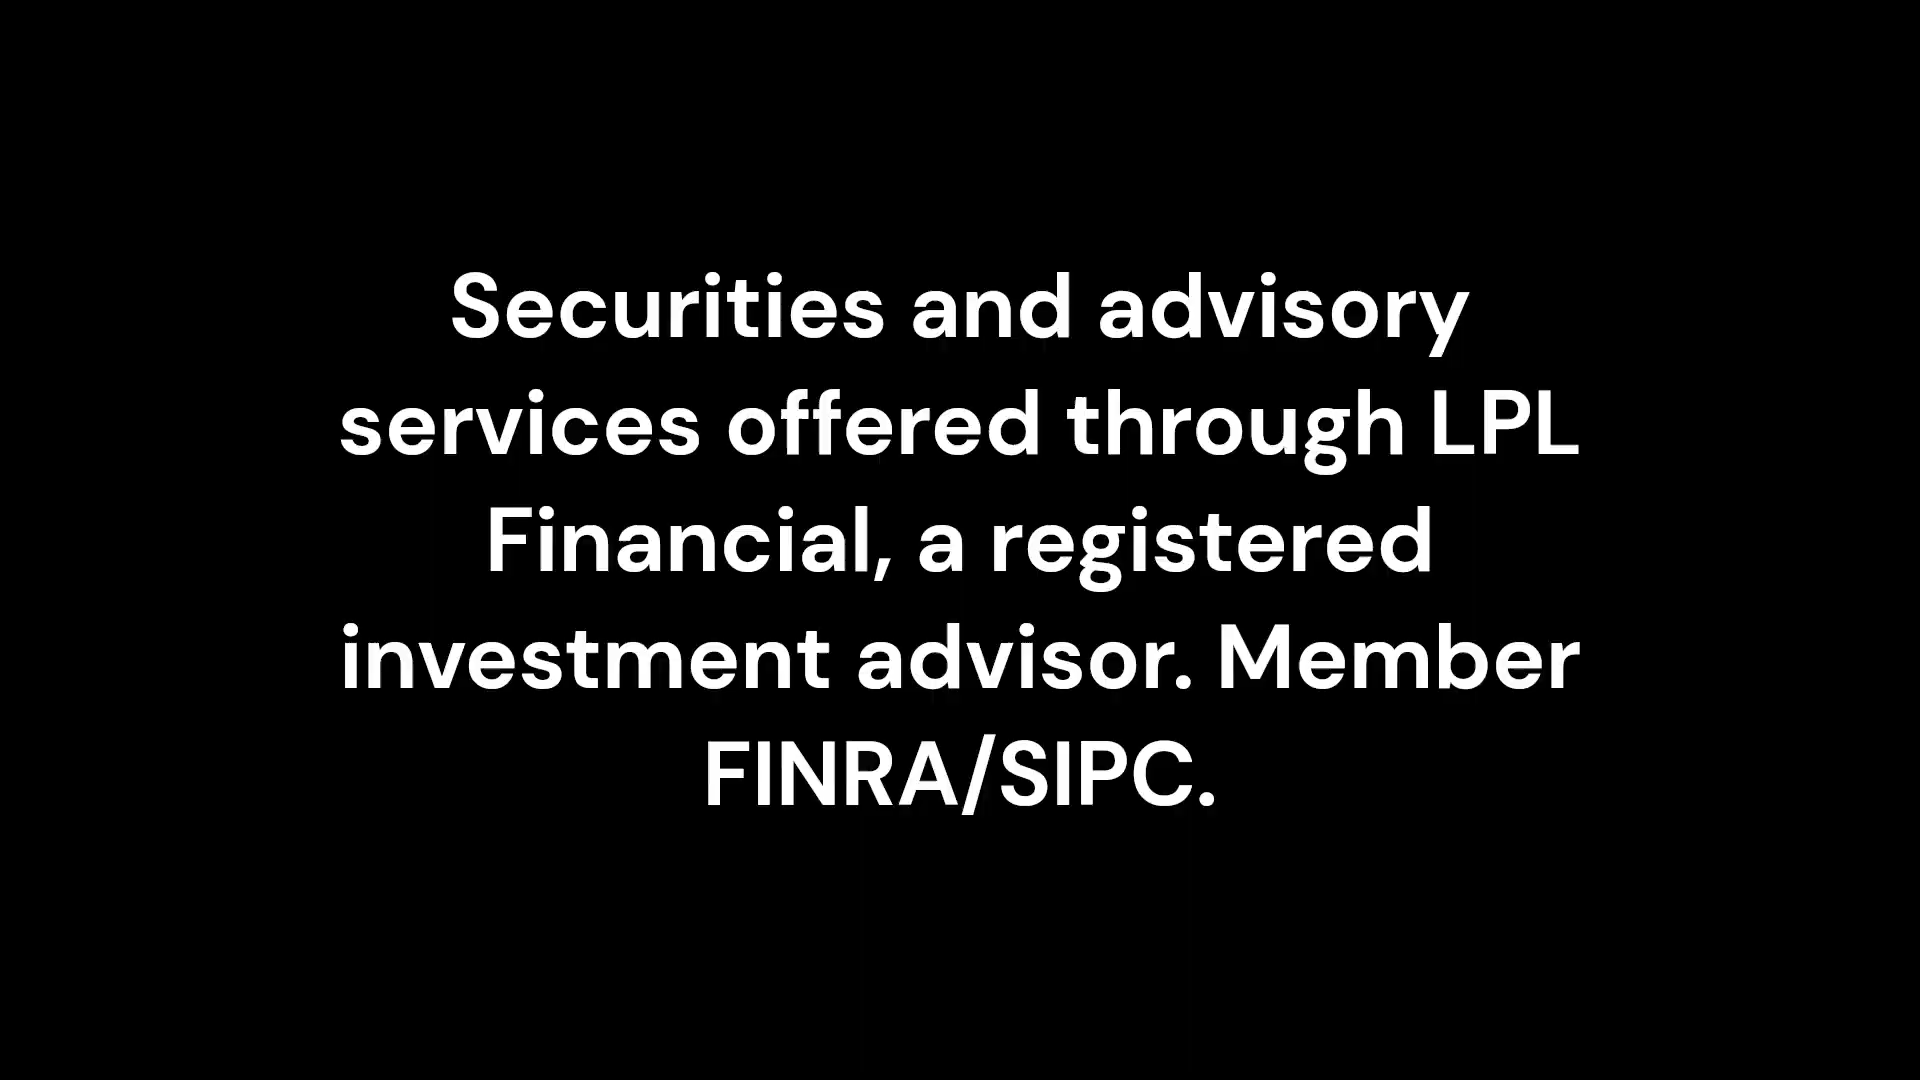 Securities and advisory
services offered through LPL
Financial, a registered
investment advisor. Member
FINRA/SIPC.